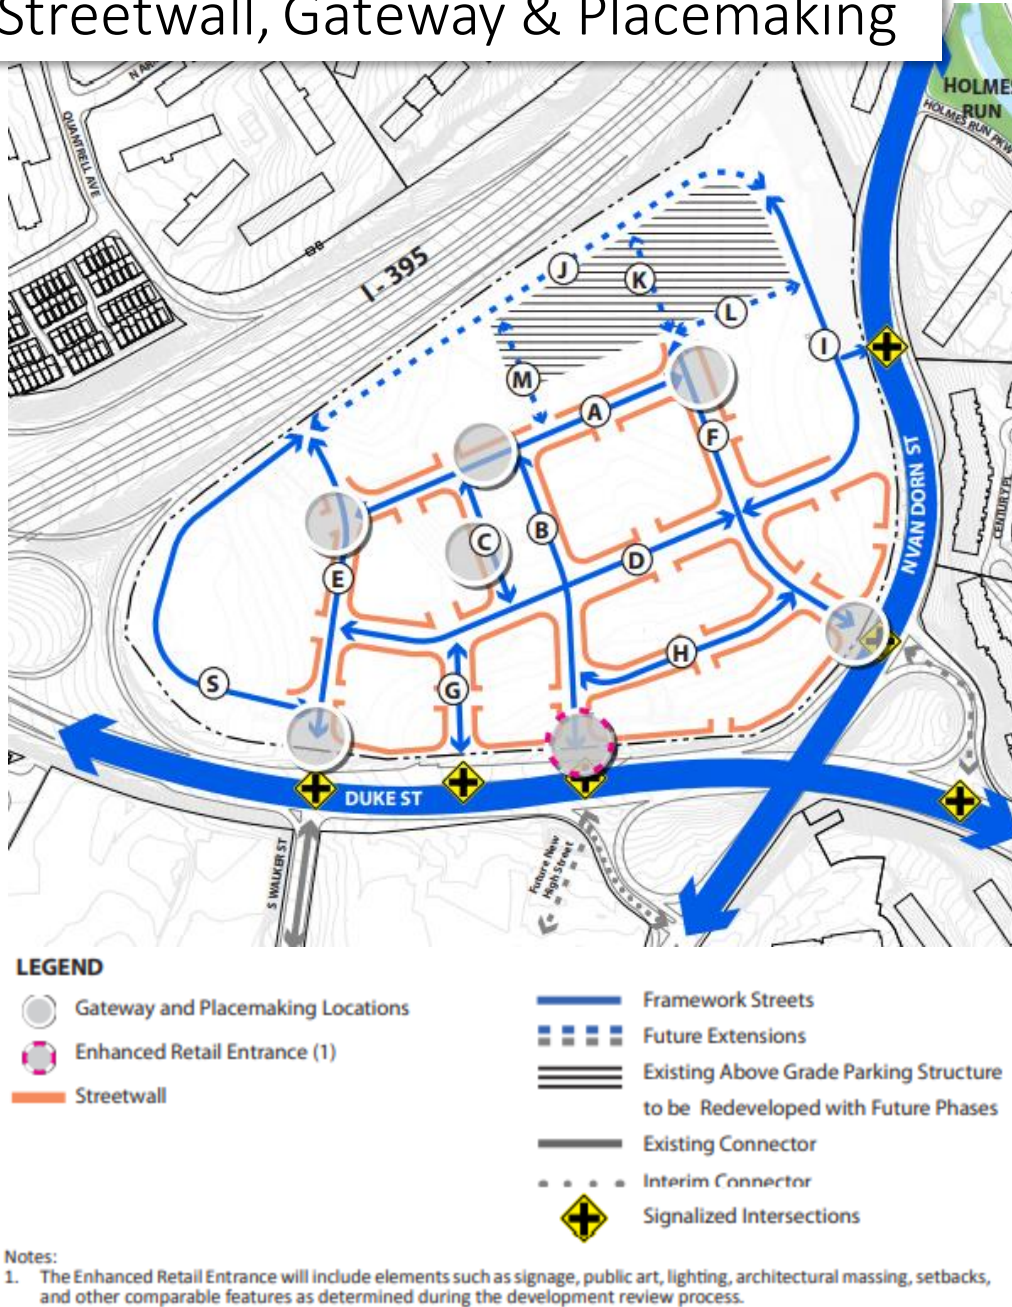 Streetwall, Gateway & Placemaking
HOLMES
RUN
HOLMES RUN PKW
QUANTRELL AVE
I-395
J
K
L
I
M
A
F
N VAN DORN ST
CENTURY PL
C
B
D
E
H
S
G
DUKE ST
S WALKER ST
Future New
High Street
LEGEND
Gateway and Placemaking Locations
Enhanced Retail Entrance (1)
Streetwall
Framework Streets
Future Extensions
Existing Above Grade Parking Structure
to be Redeveloped with Future Phases
Existing Connector
Interim Connector
Signalized Intersections
Notes:
1. The Enhanced Retail Entrance will include elements such as signage, public art, lighting, architectural massing, setbacks,
and other comparable features as determined during the development review process.